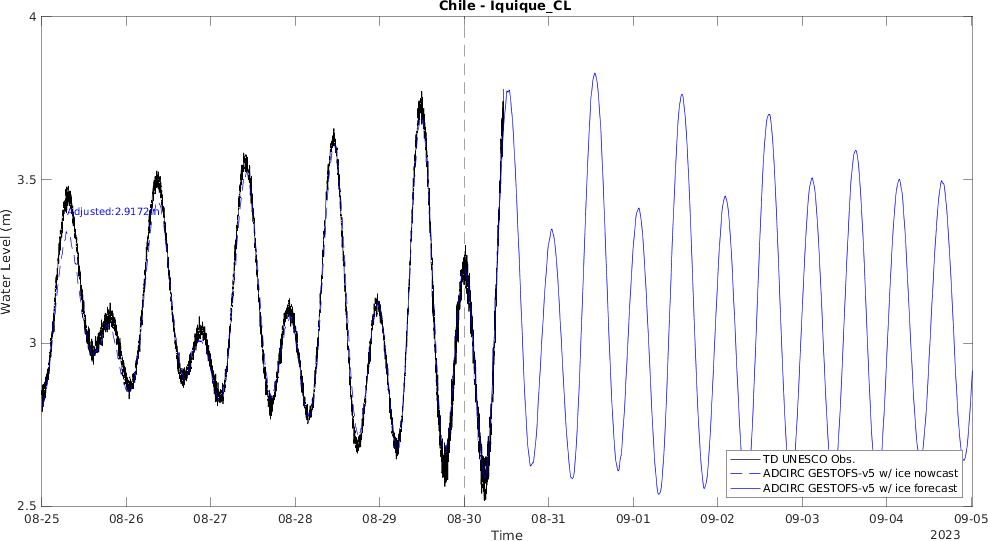 Chile - Iquique_CL
4
3.5
3
2.5
Water Level (m)
Adjusted:2.9172m
TD UNESCO Obs.
ADCIRC GESTOFS-v5 w/ ice nowcast
ADCIRC GESTOFS-v5 w/ ice forecast
08-25 08-26 08-27 08-28 08-29 08-30 08-31 09-01 09-02 09-03 09-04 09-05
Time
2023